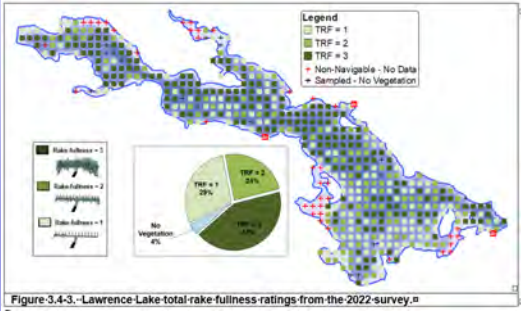 Legend
TRF = 1
TRF = 2
TRF = 3
Non-Navigable - No Data
Sampled - No Vegetation
Rake fullness = 3
Rake fullness = 2
Rake fullness = 1
TRF = 1
29%
TRF = 2
24%
No
Vegetation
4%
Figure·3.4-3.··Lawrence·Lake·total·rake·fullness·ratings·from·the·2022·survey.¤